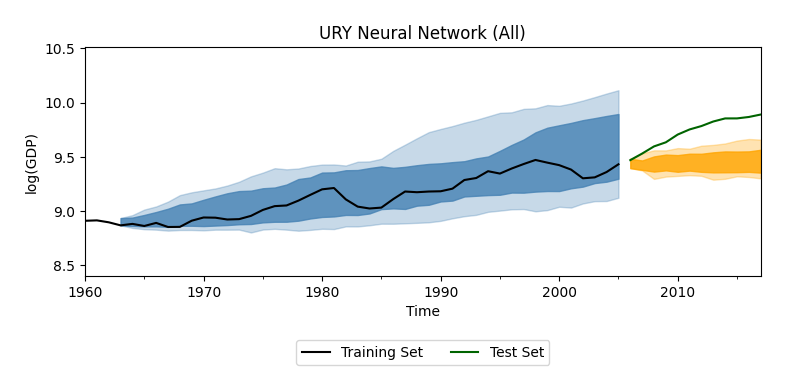 URY Neural Network (All)
10.5
10.0
9.5
9.0
8.5
log(GDP)
1960 1970 1980 1990 2000 2010
Time
Training Set Test Set